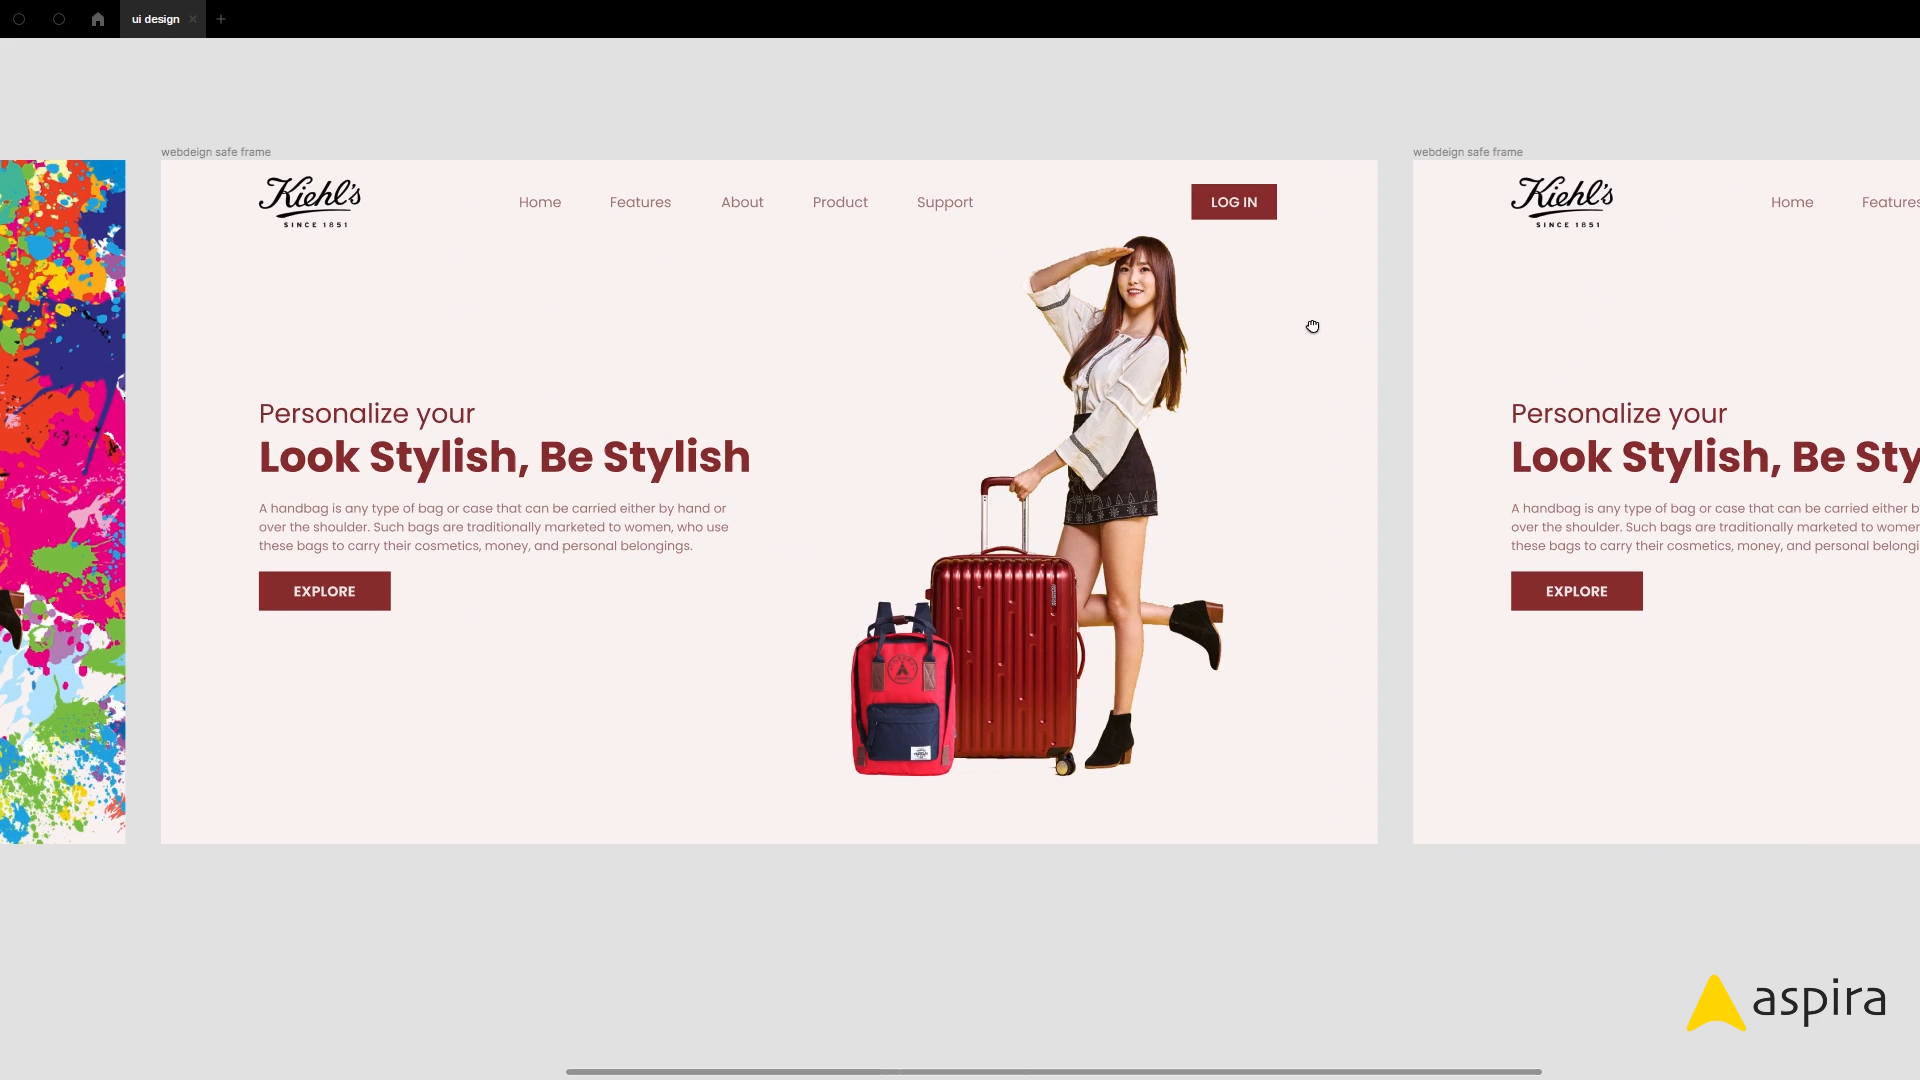 ui design
webdeign safe frame
Kiehl's
SINCE 1851
Home Features About Product Support
LOG IN
Personalize your
Look Stylish, Be Stylish
A handbag is any type of bag or case that can be carried either by hand or
over the shoulder. Such bags are traditionally marketed to women, who use
these bags to carry their cosmetics, money, and personal belongings.
EXPLORE
webdeign safe frame
Kiehl's
SINCE 1851
Home Features
Personalize your
Look Stylish, Be Sty
A handbag is any type of bag or case that can be carried either b
over the shoulder. Such bags are traditionally marketed to women
these bags to carry their cosmetics, money, and personal belongi
EXPLORE
aspira